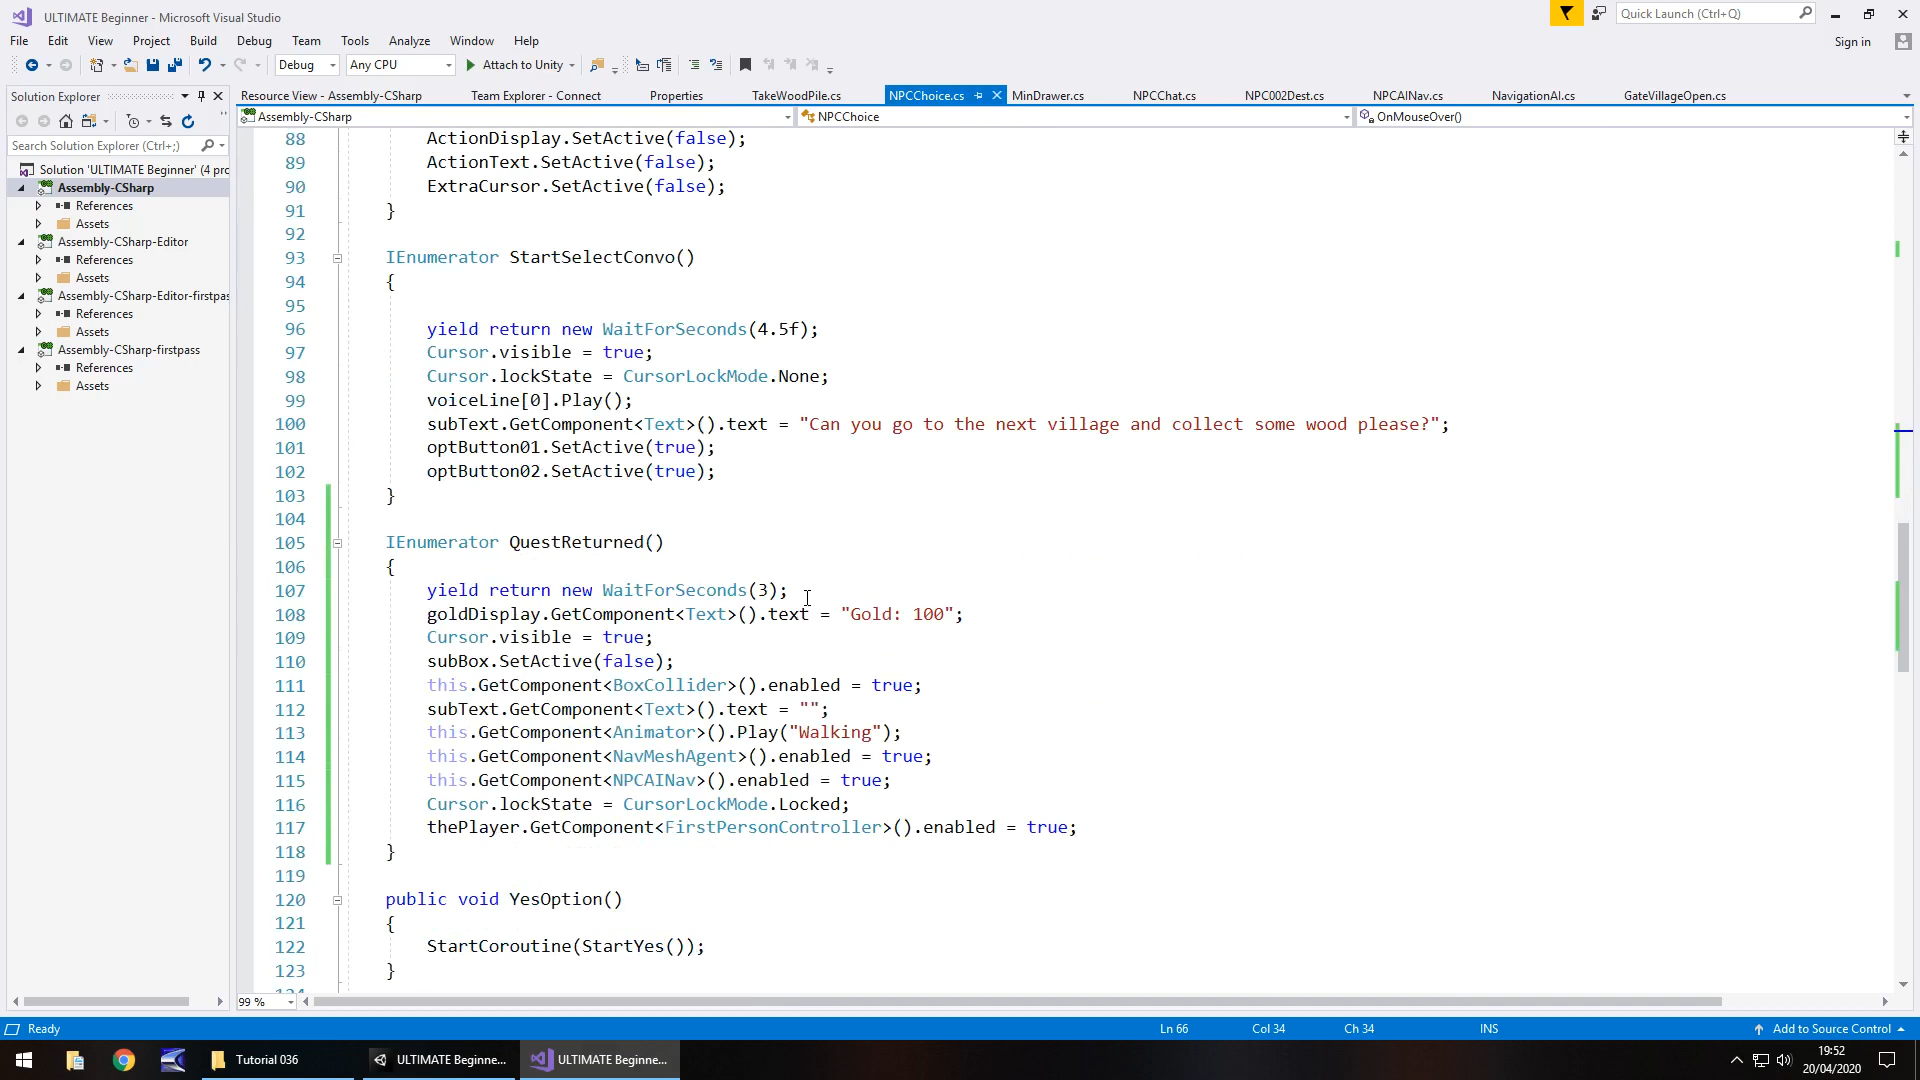 ULTIMATE Beginner - Microsoft Visual Studio
Quick Launch (Ctrl+Q)
File Edit View Project Build Debug Team Tools Analyze Window Help
Sign in
Debug Any CPU Attach to Unity
Solution Explorer
Resource View - Assembly-CSharp Team Explorer - Connect Properties TakeWoodPile.cs NPCChoice.cs MinDrawer.cs NPCChat.cs NPC002Dest.cs NPCAINav.cs NavigationAI.cs GateVillageOpen.cs
Assembly-CSharp NPCChoice OnMouseOver()
Search Solution Explorer (Ctrl+;)
Solution 'ULTIMATE Beginner' (4 pro
Assembly-CSharp
References
Assets
Assembly-CSharp-Editor
References
Assets
Assembly-CSharp-Editor-firstpas
References
Assets
Assembly-CSharp-firstpass
References
Assets
88 ActionDisplay.SetActive(false);
89 ActionText.SetActive(false);
90 ExtraCursor.SetActive(false);
91 }
92
93 IEnumerator StartSelectConvo()
94 {
95
96 yield return new WaitForSeconds(4.5f);
97 Cursor.visible = true;
98 Cursor.lockState = CursorLockMode.None;
99 voiceLine[0].Play();
100 subText.GetComponent<Text>().text = "Can you go to the next village and collect some wood please?";
101 optButton01.SetActive(true);
102 optButton02.SetActive(true);
103 }
104
105 IEnumerator QuestReturned()
106 {
107 yield return new WaitForSeconds(3);
108 goldDisplay.GetComponent<Text>().text = "Gold: 100";
109 Cursor.visible = true;
110 subBox.SetActive(false);
111 this.GetComponent<BoxCollider>().enabled = true;
112 subText.GetComponent<Text>().text = "";
113 this.GetComponent<Animator>().Play("Walking");
114 this.GetComponent<NavMeshAgent>().enabled = true;
115 this.GetComponent<NPCAINav>().enabled = true;
116 Cursor.lockState = CursorLockMode.Locked;
117 thePlayer.GetComponent<FirstPersonController>().enabled = true;
118 }
119
120 public void YesOption()
121 {
122 StartCoroutine(StartYes());
123 }
99 %
Ready Ln 66 Col 34 Ch 34 INS Add to Source Control
Tutorial 036 ULTIMATE Beginne... ULTIMATE Beginne...
19:52
20/04/2020